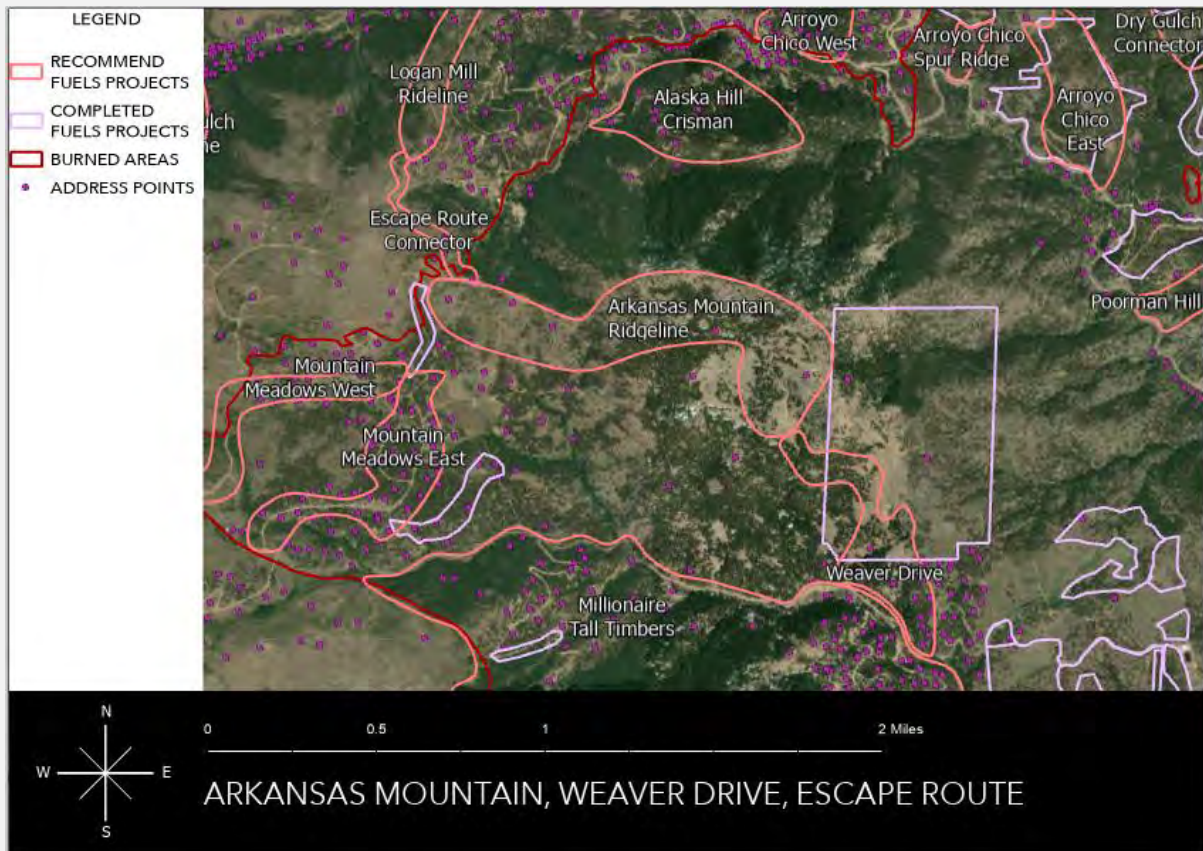 LEGEND
RECOMMEND
FUELS PROJECTS
COMPLETED
FUELS PROJECTS
BURNED AREAS
ADDRESS POINTS
Arroyo
Chico West
Arroyo Chico
Spur Ridge
Dry Gulch
Connector
Logan Mill
Rideline
Alaska Hill
Crisman
Arroyo
Chico
East
ulch
ne
Escape Route
Connector
Arkansas Mountain
Ridgeline
Poorman Hill
Mountain
Meadows West
Mountain
Meadows East
Weaver Drive
Millionaire
Tall Timbers
N
W
E
S
0
0.5
1
2 Miles
ARKANSAS MOUNTAIN, WEAVER DRIVE, ESCAPE ROUTE